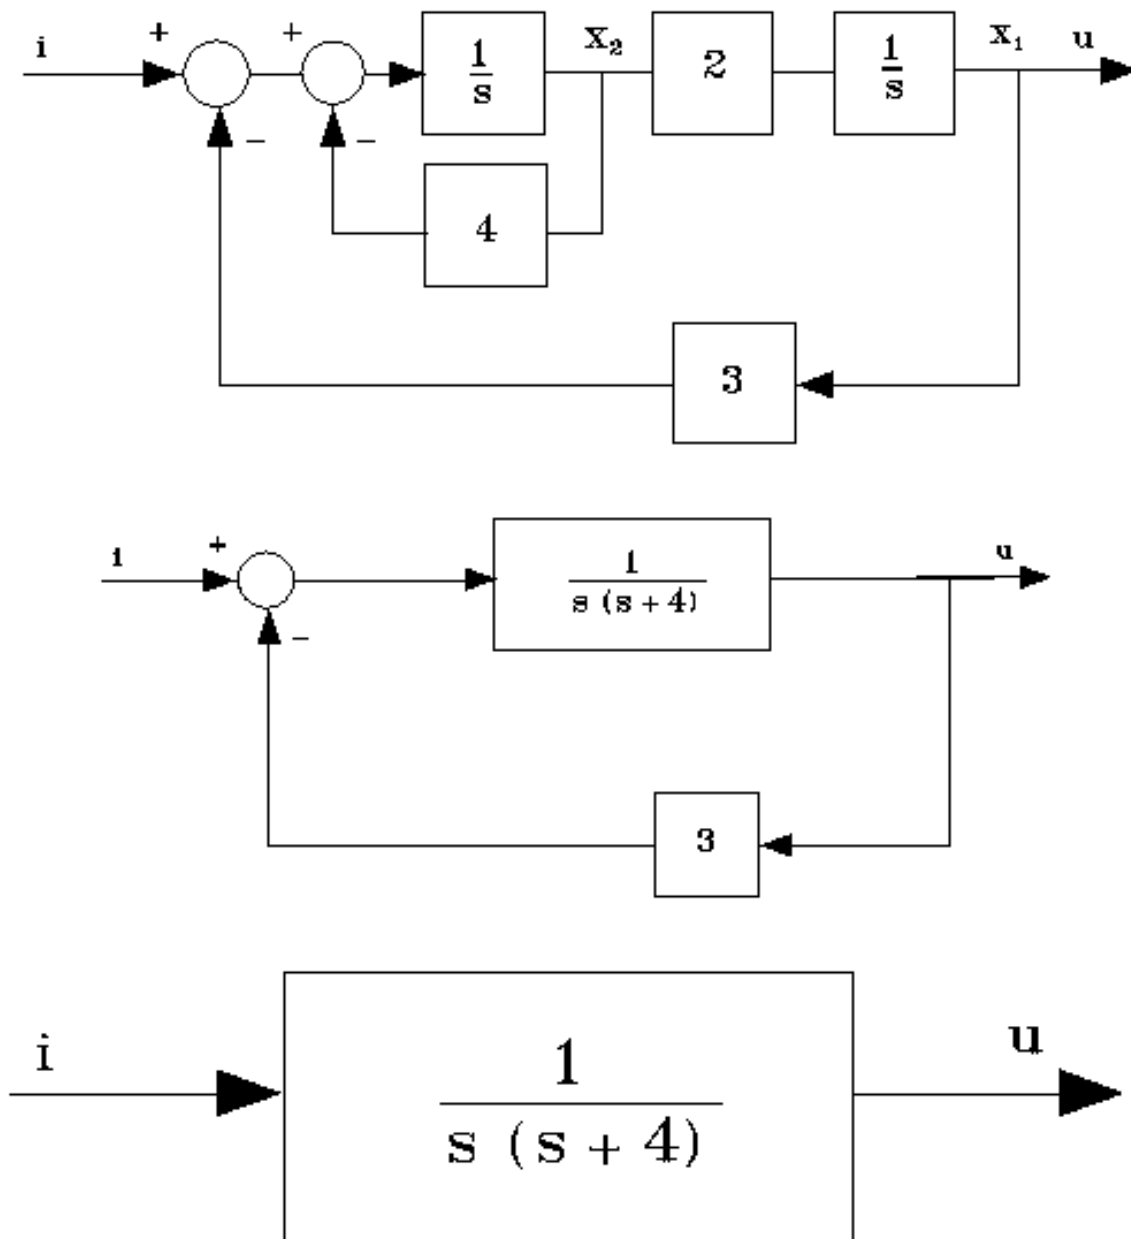 i + + 1/s x₂ 2 1/s x₁ u
− −
4
3
i + 1 u
s (s + 4)
−
3
i 1 u
s (s + 4)